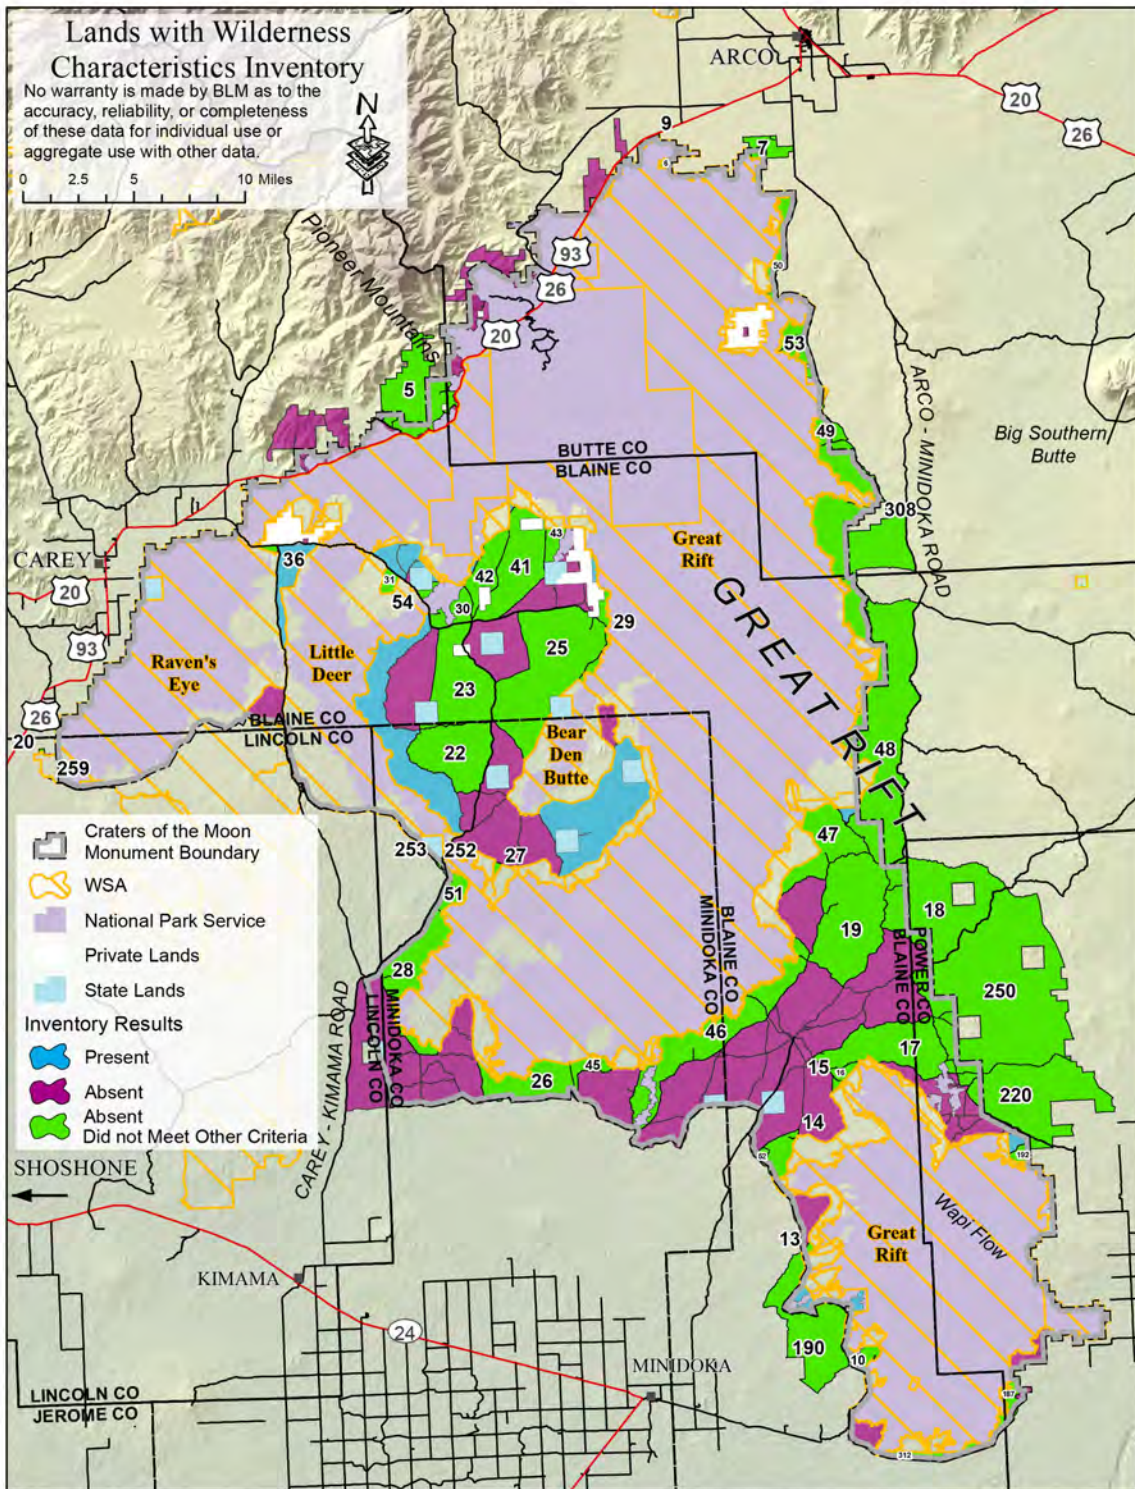 Lands with Wilderness
Characteristics Inventory
No warranty is made by BLM as to the
accuracy, reliability, or completeness
of these data for individual use or
aggregate use with other data.
N
0 2.5 5 10 Miles
ARCO
20
26
9
7
6
Pioneer Mountains
93
26
20
50
53
5
ARCO - MINIDOKA ROAD
Big Southern
Butte
49
BUTTE CO
BLAINE CO
308
CAREY
36
31
54
42
41
43
30
Great
Rift
GREAT RIFT
20
93
26
20
Raven's
Eye
Little
Deer
29
25
23
BLAINE CO
LINCOLN CO
259
22
Bear
Den
Butte
48
47
Craters of the Moon
Monument Boundary
WSA
National Park Service
Private Lands
State Lands
Inventory Results
Present
Absent
Absent
Did not Meet Other Criteria
253
252
27
51
28
BLAINE CO
MINIDOKA CO
19
18
POWER CO
BLAINE CO
250
MINIDOKA CO
LINCOLN CO
CAREY - KIMAMA ROAD
46
45
26
17
15
16
14
220
192
52
SHOSHONE
13
Great
Rift
Wapi Flow
KIMAMA
24
190
10
MINIDOKA
187
LINCOLN CO
JEROME CO
312